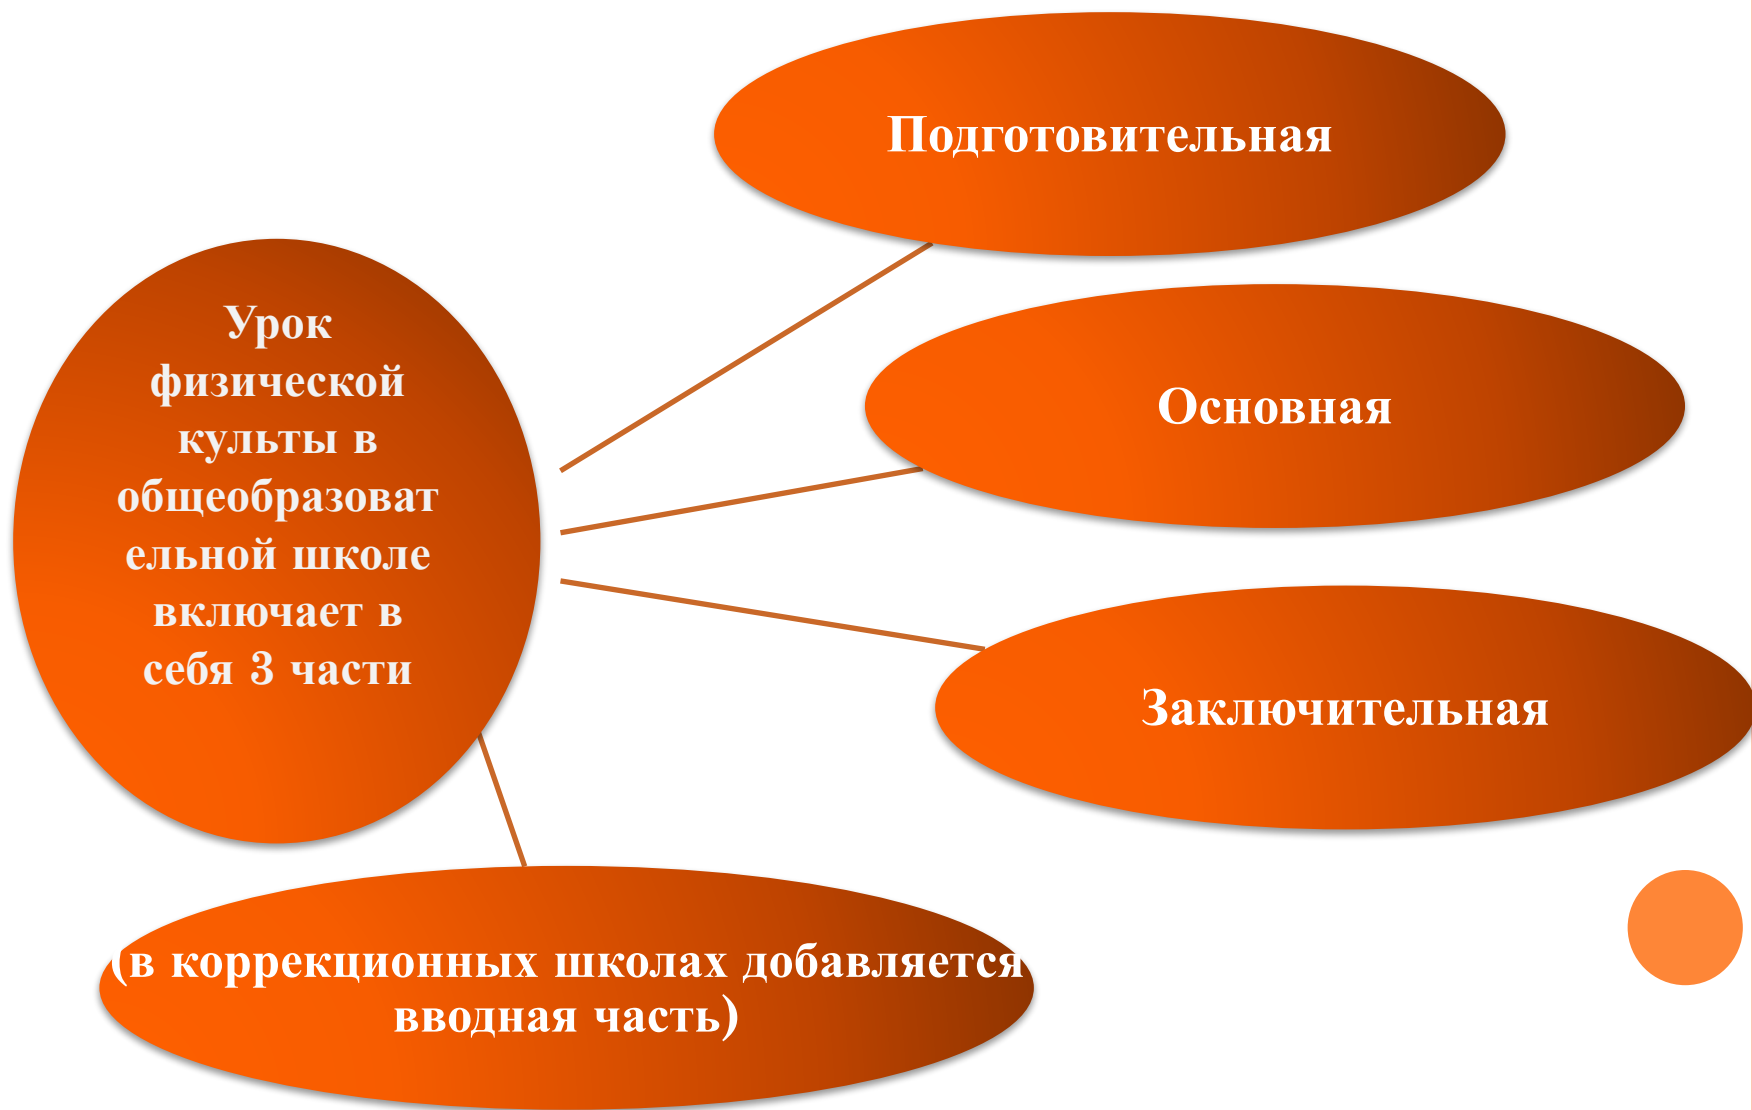 Урок
физической
культы в
общеобразоват
ельной школе
включает в
себя 3 части
Подготовительная
Основная
Заключительная
(в коррекционных школах добавляется
вводная часть)